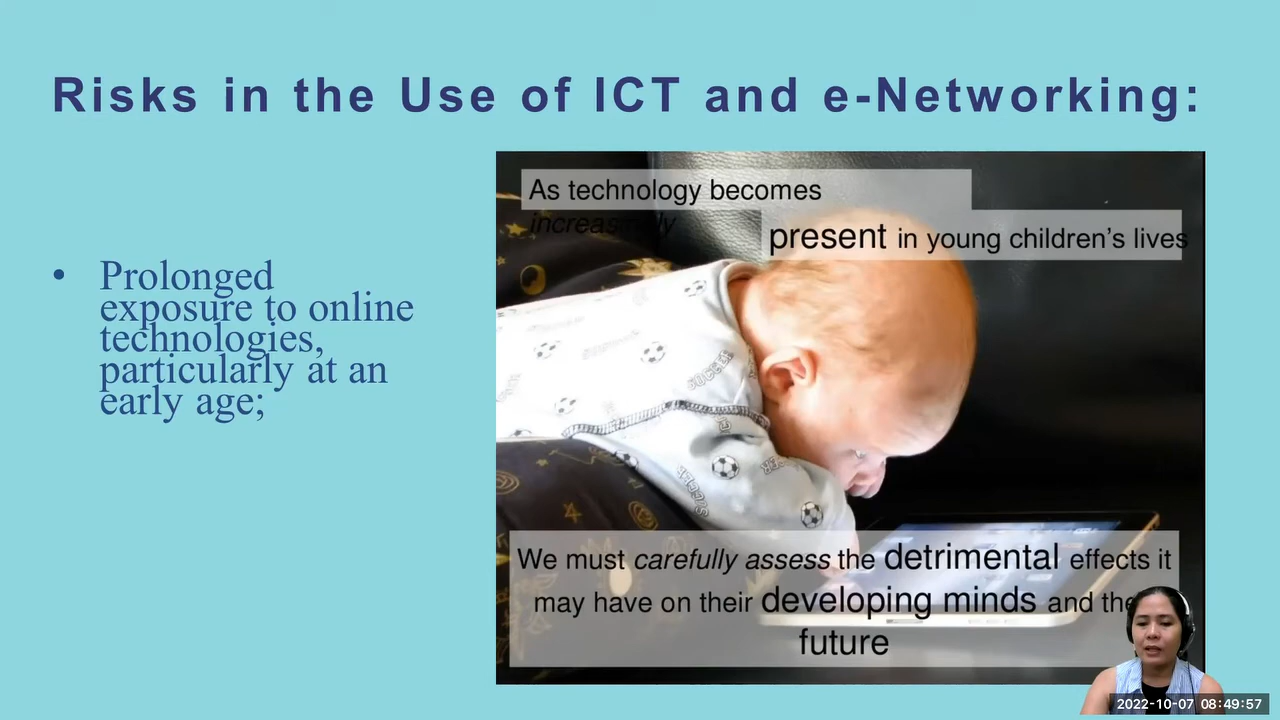 Risks in the Use of ICT and e-Networking:
As technology becomes
increasingly
present in young children's lives
• Prolonged
exposure to online
technologies,
particularly at an
early age;
We must carefully assess the detrimental effects it
may have on their developing minds and
future
2022-10-07 08:49:57